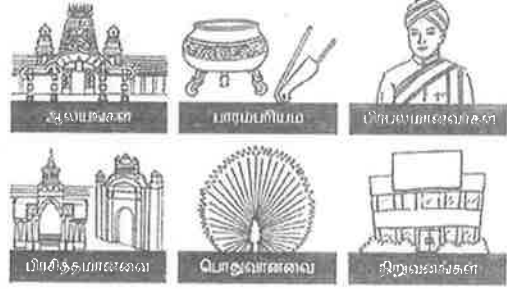 ஆலயங்கள்
பாரம்பரியம்
பிரபலமானவர்கள்
பிரசித்தமானவை
பொதுவானவை
நிறுவனங்கள்